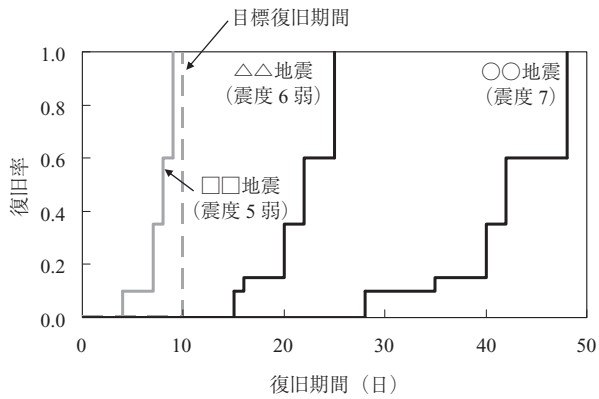 目標復旧期間
1.0
0.8
0.6
0.4
0.2
0.0
復旧率
△△地震
（震度 6 弱）
〇〇地震
（震度 7）
□□地震
（震度 5 弱）
0 10 20 30 40 50
復旧期間（日）